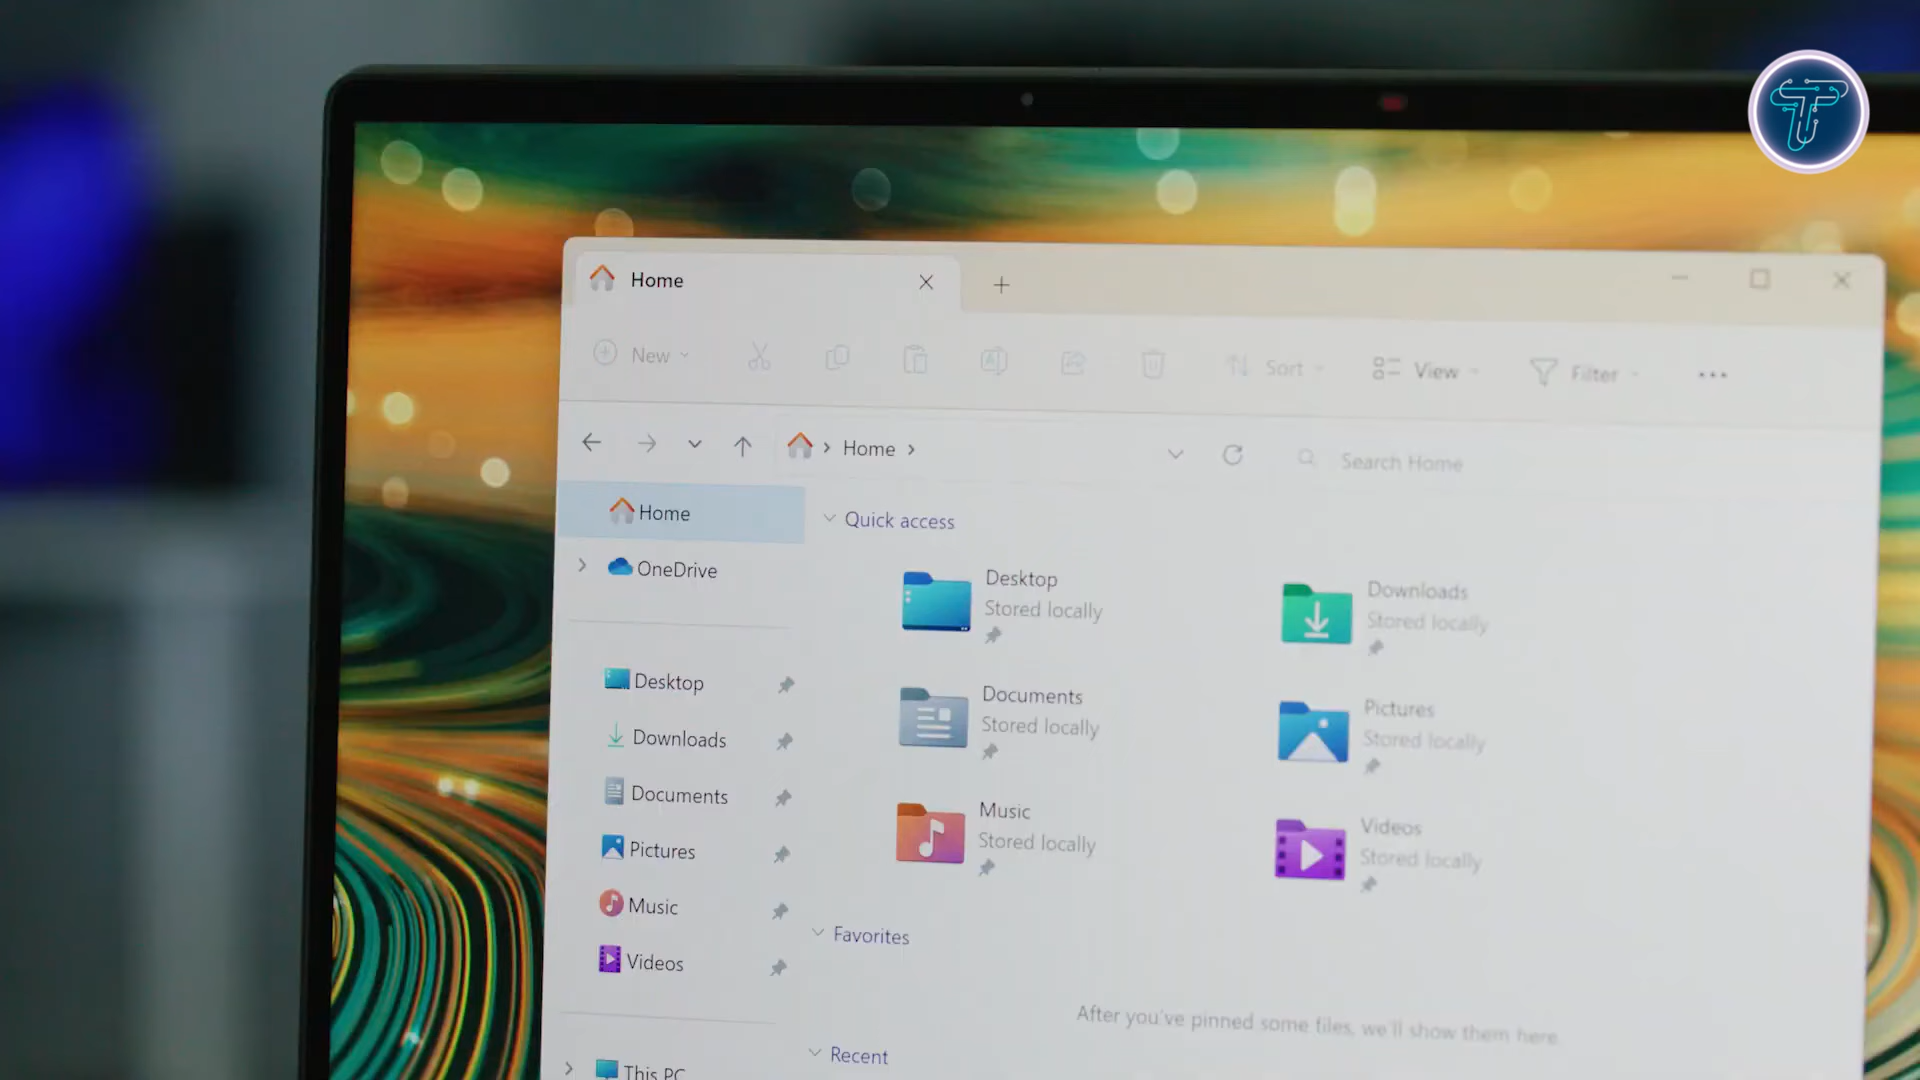 Home
New
Sort
View
Filter
Home
Search Home
Home
OneDrive
Desktop
Downloads
Documents
Pictures
Music
Videos
This PC
Quick access
Desktop
Stored locally
Downloads
Stored locally
Documents
Stored locally
Pictures
Stored locally
Music
Stored locally
Videos
Stored locally
Favorites
After you've pinned some files, we'll show them here
Recent